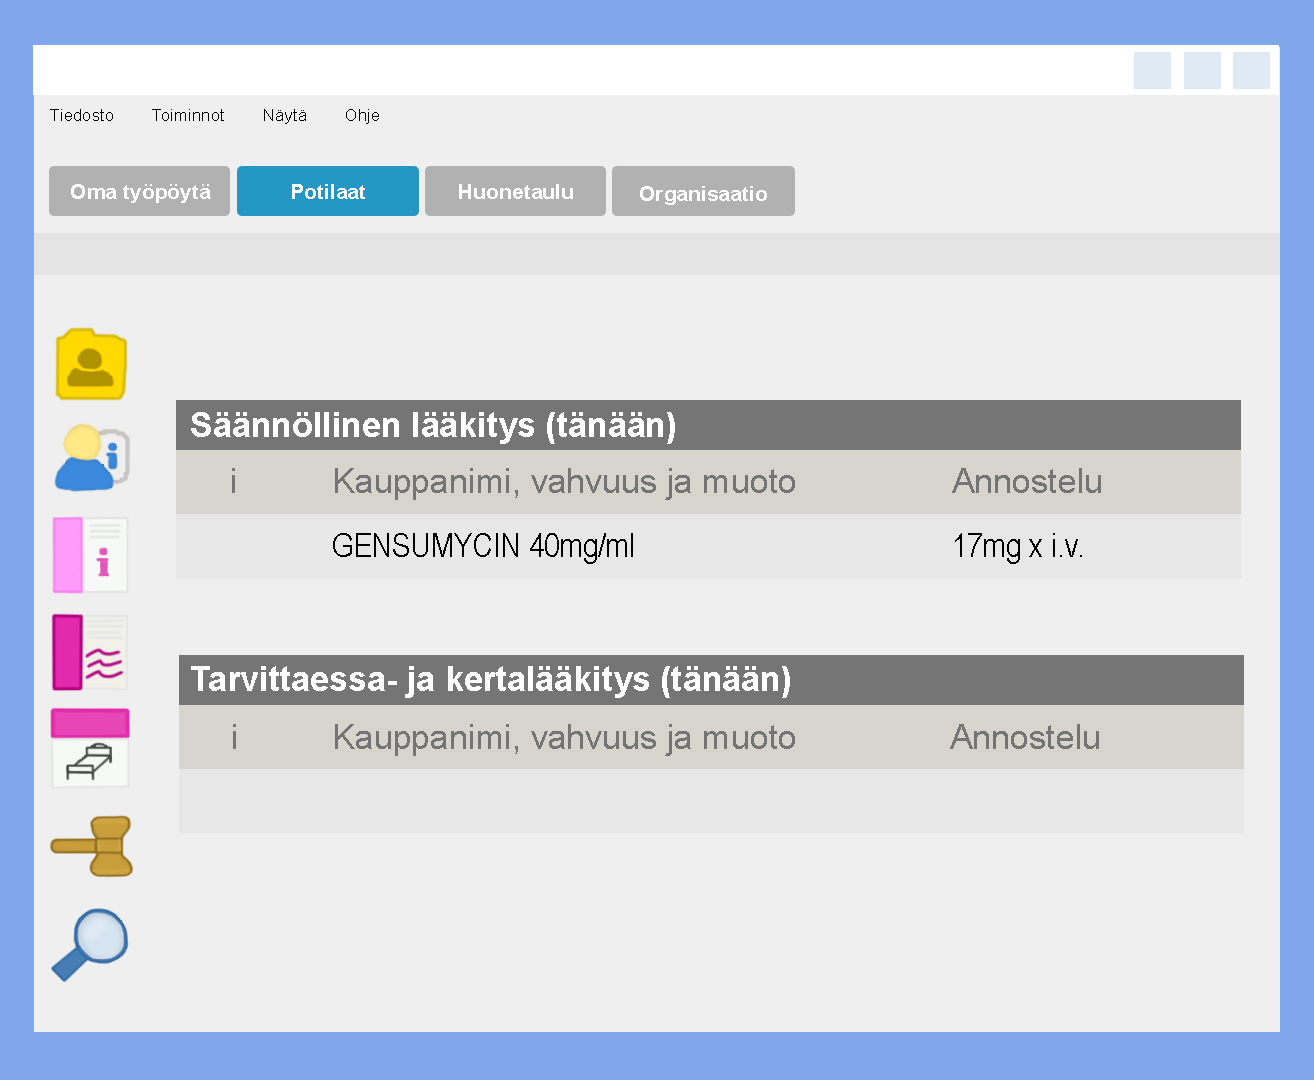 Tiedosto Toiminnot Näytä Ohje
Oma työpöytä Potilaat Huonetaulu Organisaatio
Säännöllinen lääkitys (tänään)
i Kauppanimi, vahvuus ja muoto Annostelu
GENSUMYCIN 40mg/ml 17mg x i.v.
Tarvittaessa- ja kertalääkitys (tänään)
i Kauppanimi, vahvuus ja muoto Annostelu
i
i